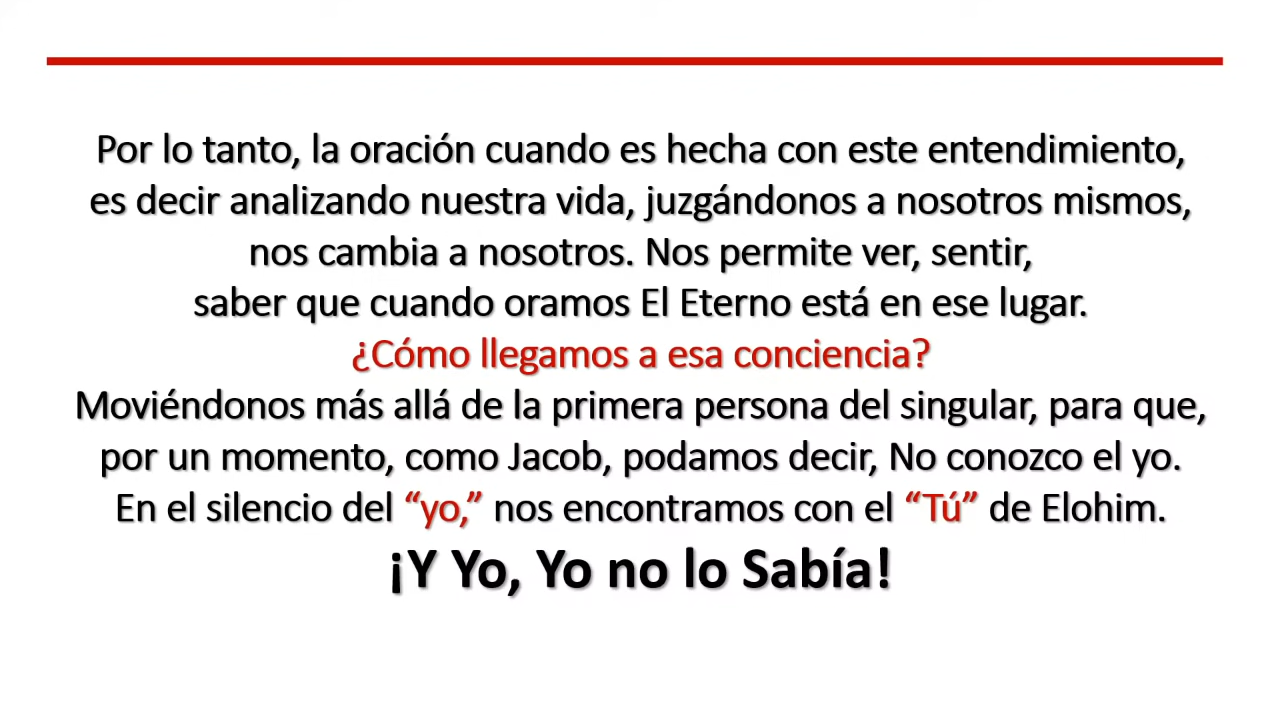 Por lo tanto, la oración cuando es hecha con este entendimiento,
es decir analizando nuestra vida, juzgándonos a nosotros mismos,
nos cambia a nosotros. Nos permite ver, sentir,
saber que cuando oramos El Eterno está en ese lugar.
¿Cómo llegamos a esa conciencia?
Moviéndonos más allá de la primera persona del singular, para que,
por un momento, como Jacob, podamos decir, No conozco el yo.
En el silencio del “yo,” nos encontramos con el “Tú” de Elohim.
¡Y Yo, Yo no lo Sabía!